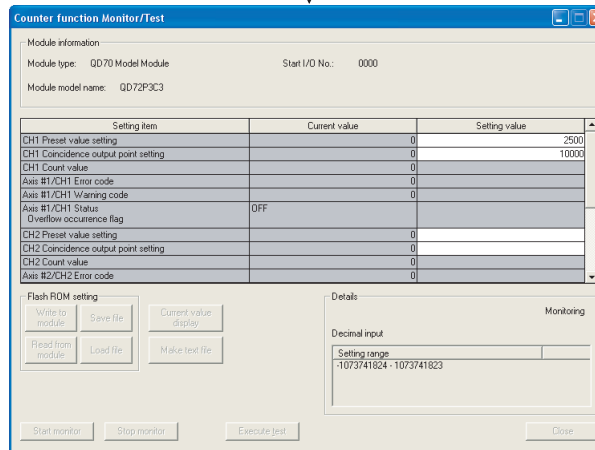 Counter function Monitor/Test
Module information
Module type: QD70 Model Module Start I/O No.: 0000
Module model name: QD72P3C3
Setting item Current value Setting value
CH1 Preset value setting 0 2500
CH1 Coincidence output point setting 0 10000
CH1 Count value 0
Axis #1/CH1 Error code 0
Axis #1/CH1 Warning code 0
Axis #1/CH1 Status OFF
Overflow occurrence flag
CH2 Preset value setting 0
CH2 Coincidence output point setting 0
CH2 Count value 0
Axis #2/CH2 Error code 0
Flash ROM setting
Write to
module
Save file
Current value
display
Read from
module
Load file
Make text file
Details
Monitoring
Decimal input
Setting range
-1073741824 - 1073741823
Start monitor Stop monitor Execute test Close